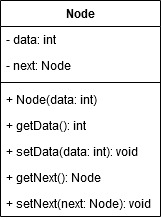 Node
- data: int
- next: Node
+ Node(data: int)
+ getData(): int
+ setData(data: int): void
+ getNext(): Node
+ setNext(next: Node): void